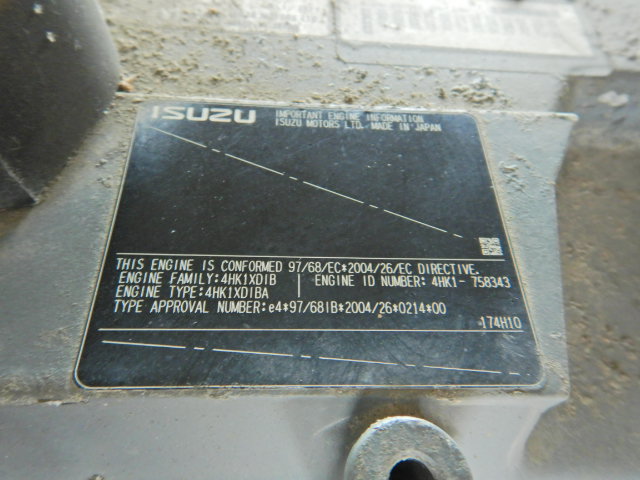 ISUZU
IMPORTANT ENGINE INFORMATION
ISUZU MOTORS LTD. MADE IN JAPAN
THIS ENGINE IS CONFORMED 97/68/EC*2004/26/EC DIRECTIVE.
ENGINE FAMILY:4HK1XDIB ENGINE ID NUMBER: 4HK1- 758343
ENGINE TYPE:4HK1XDIBA
TYPE APPROVAL NUMBER:e4*97/68IB*2004/26*0214*00
-174H10